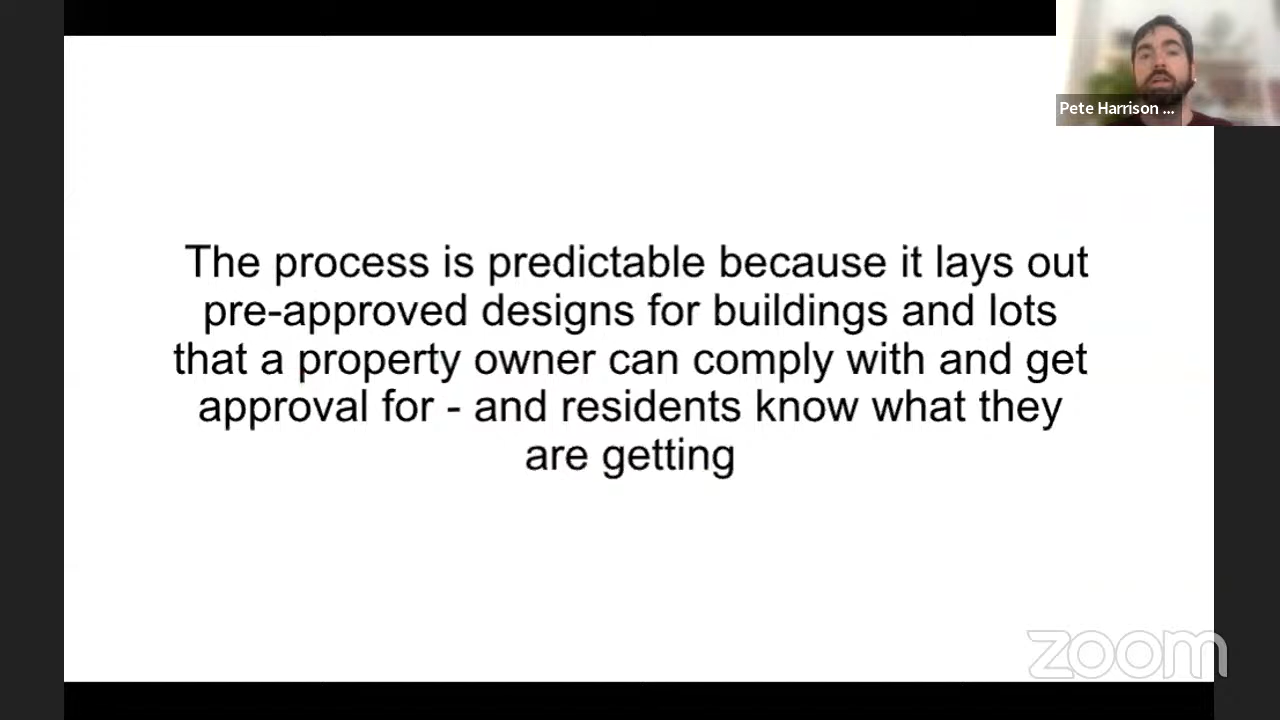 Pete Harrison ...
The process is predictable because it lays out
pre-approved designs for buildings and lots
that a property owner can comply with and get
approval for - and residents know what they
are getting
zoom